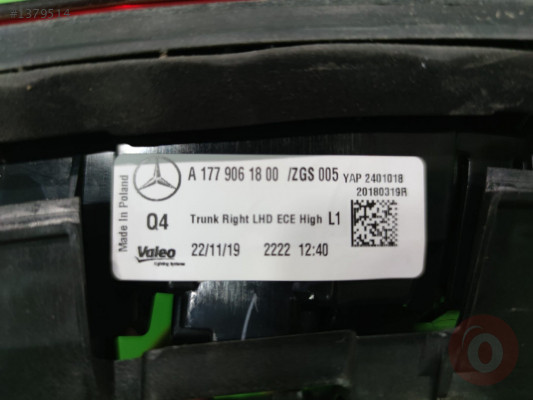 #1379514
A 177 906 18 00 /ZGS 005 YAP 2401018
20180319R
Made in Poland
Q4 Trunk Right LHD ECE High L1
Valeo 22/11/19 2222 12:40
Lighting Systems